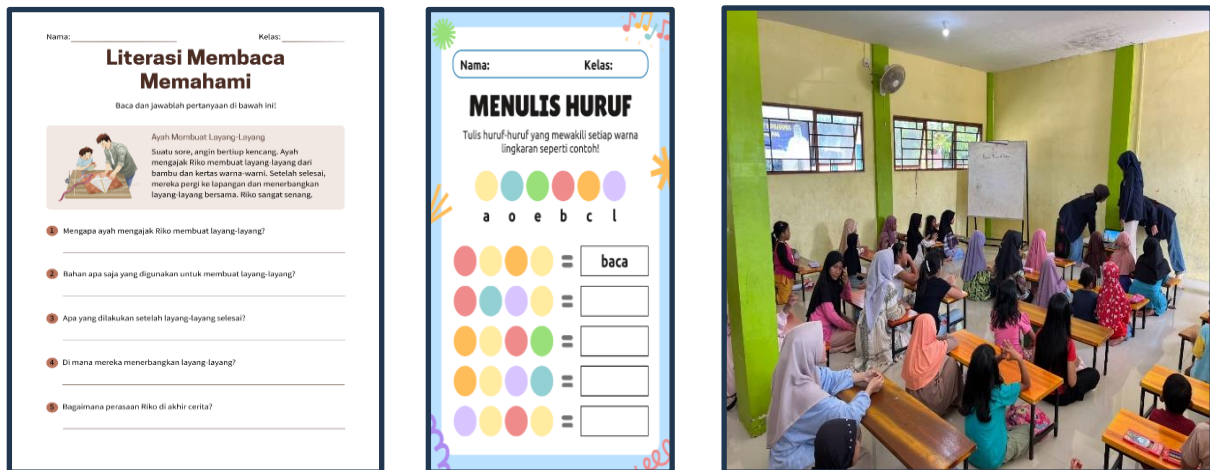 Nama: Kelas:
Literasi Membaca
Memahami
Baca dan jawablah pertanyaan di bawah ini!
Ayah Membuat Layang-Layang
Suatu sore, angin bertiup kencang. Ayah
mengajak Riko membuat layang-layang dari
bambu dan kertas warna-warni. Setelah selesai,
mereka pergi ke lapangan dan menerbangkan
layang-layang bersama. Riko sangat senang.
1 Mengapa ayah mengajak Riko membuat layang-layang?
2 Bahan apa saja yang digunakan untuk membuat layang-layang?
3 Apa yang dilakukan setelah layang-layang selesai?
4 Di mana mereka menerbangkan layang-layang?
5 Bagaimana perasaan Riko di akhir cerita?
Nama: Kelas:
MENULIS HURUF
Tulis huruf-huruf yang mewakili setiap warna
lingkaran seperti contoh!
a o e b c l
= baca
=
=
=
=